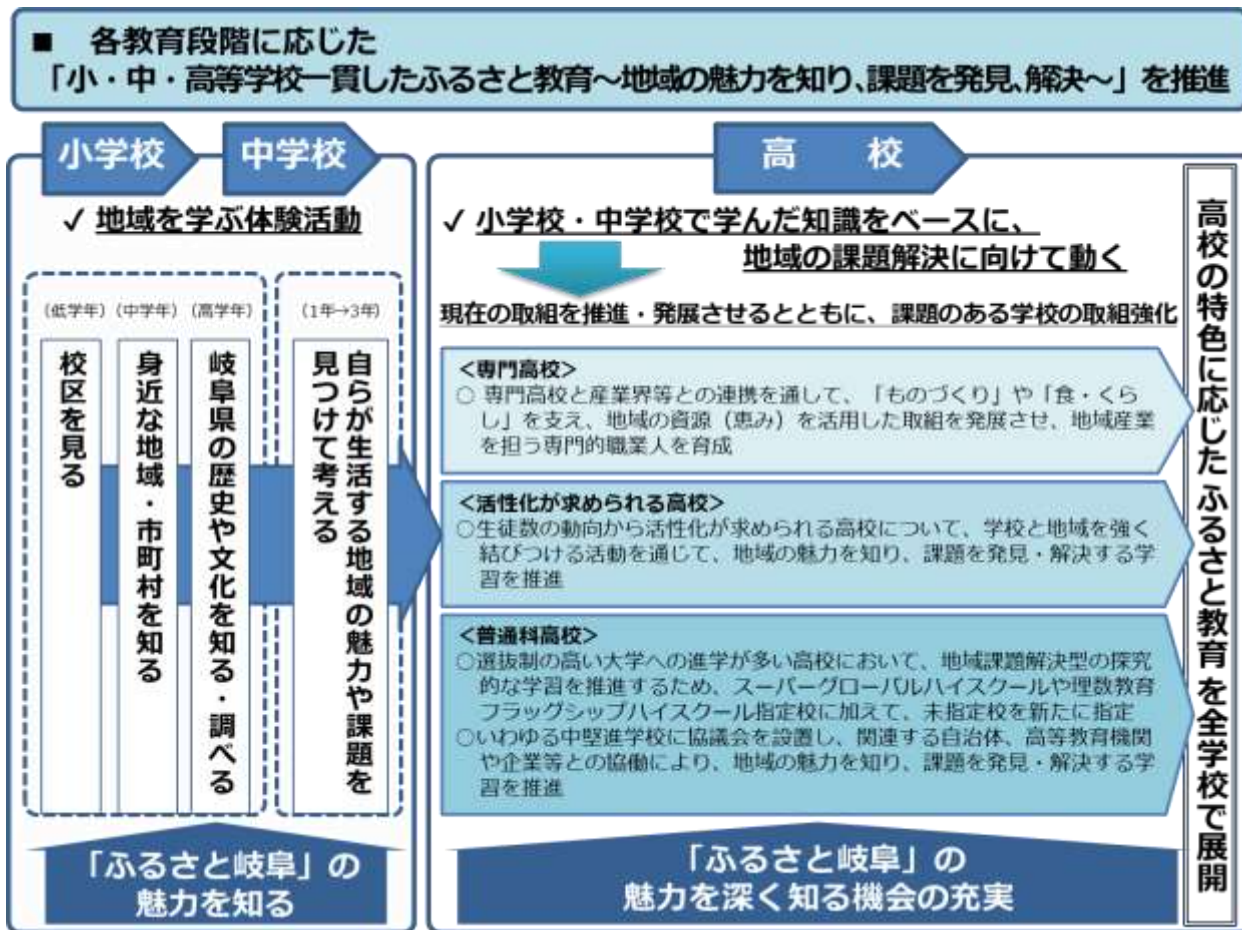 ■ 各教育段階に応じた
「小・中・高等学校一貫したふるさと教育～地域の魅力を知り、課題を発見、解決～」を推進
小学校
中学校
✓ 地域を学ぶ体験活動
(低学年)
(中学年)
(高学年)
(1年→3年)
校区を見る
身近な地域・市町村を知る
岐阜県の歴史や文化を知る・調べる
自らが生活する地域の魅力や課題を
見つけて考える
「ふるさと岐阜」の
魅力を知る
高 校
✓ 小学校・中学校で学んだ知識をベースに、
地域の課題解決に向けて動く
現在の取組を推進・発展させるとともに、課題のある学校の取組強化
＜専門高校＞
○ 専門高校と産業界等との連携を通して、「ものづくり」や「食・くら
し」を支え、地域の資源（恵み）を活用した取組を発展させ、地域産業
を担う専門的職業人を育成
＜活性化が求められる高校＞
○生徒数の動向から活性化が求められる高校について、学校と地域を強く
結びつける活動を通じて、地域の魅力を知り、課題を発見・解決する学
習を推進
＜普通科高校＞
○選抜制の高い大学への進学が多い高校において、地域課題解決型の探究
的な学習を推進するため、スーパーグローバルハイスクールや理数教育
フラッグシップハイスクール指定校に加えて、未指定校を新たに指定
○いわゆる中堅進学校に協議会を設置し、関連する自治体、高等教育機関
や企業等との協働により、地域の魅力を知り、課題を発見・解決する学
習を推進
「ふるさと岐阜」の
魅力を深く知る機会の充実
高校の特色に応じた ふるさと教育 を全学校で展開